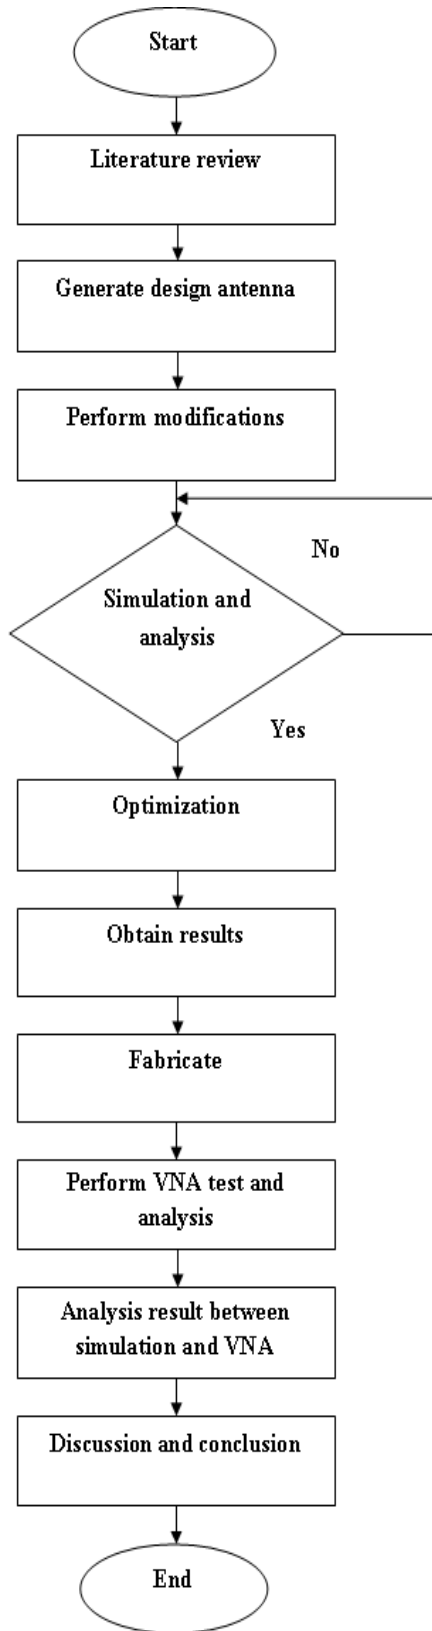 Start
Literature review
Generate design antenna
Perform modifications
No
Simulation and
analysis
Yes
Optimization
Obtain results
Fabricate
Perform VNA test and
analysis
Analysis result between
simulation and VNA
Discussion and conclusion
End